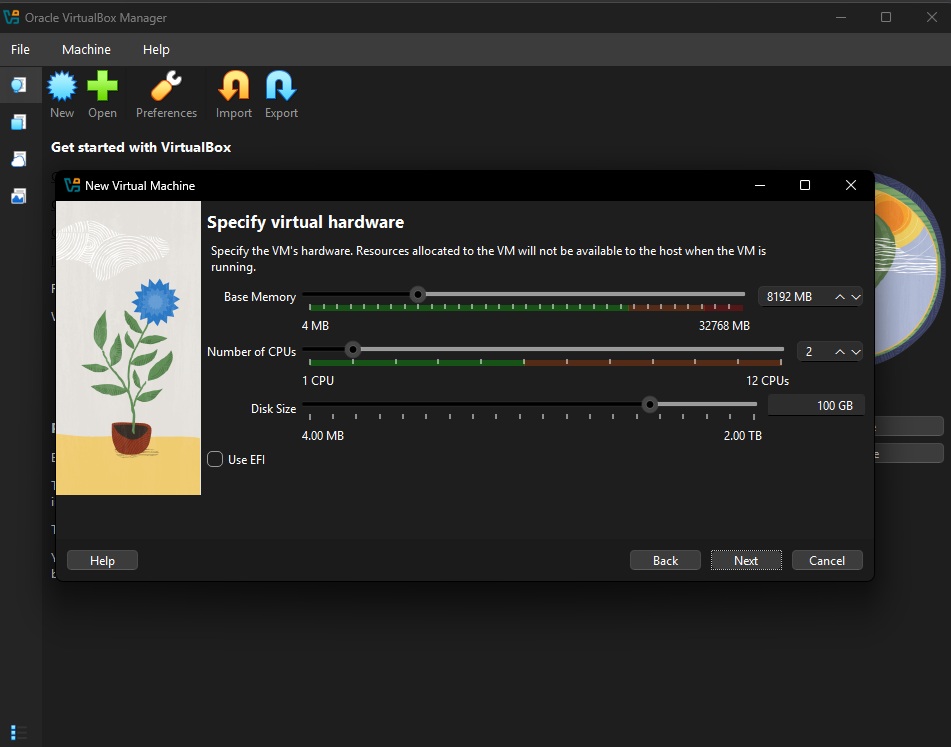 Oracle VirtualBox Manager
File Machine Help
New Open Preferences Import Export
Get started with VirtualBox
New Virtual Machine
Specify virtual hardware
Specify the VM's hardware. Resources allocated to the VM will not be available to the host when the VM is
running.
Base Memory 8192 MB
4 MB 32768 MB
Number of CPUs 2
1 CPU 12 CPUs
Disk Size 100 GB
4.00 MB 2.00 TB
Use EFI
Help Back Next Cancel